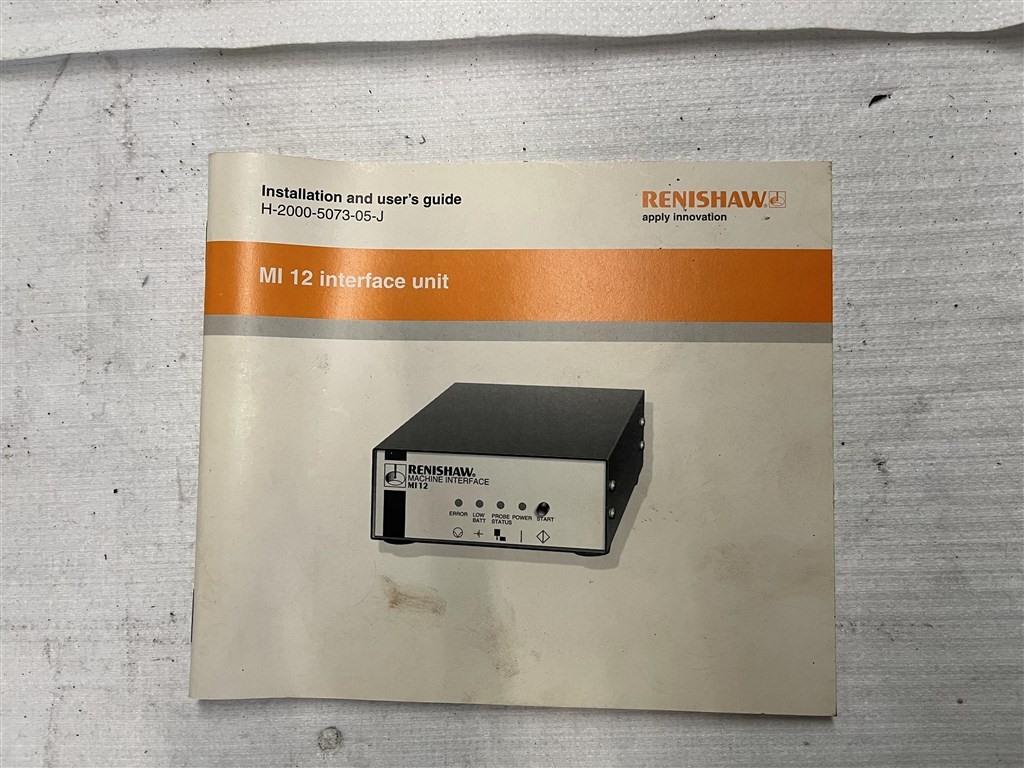 Installation and user's guide
H-2000-5073-05-J
RENISHAW®
apply innovation
MI 12 interface unit
RENISHAW®
MACHINE INTERFACE
MI 12
ERROR LOW BATT PROBE STATUS POWER START